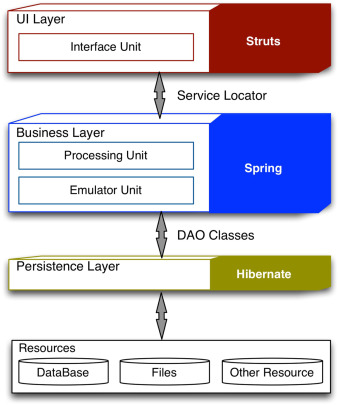 UI Layer
Interface Unit
Struts
Service Locator
Business Layer
Processing Unit
Emulator Unit
Spring
DAO Classes
Persistence Layer
Hibernate
Resources
DataBase
Files
Other Resource